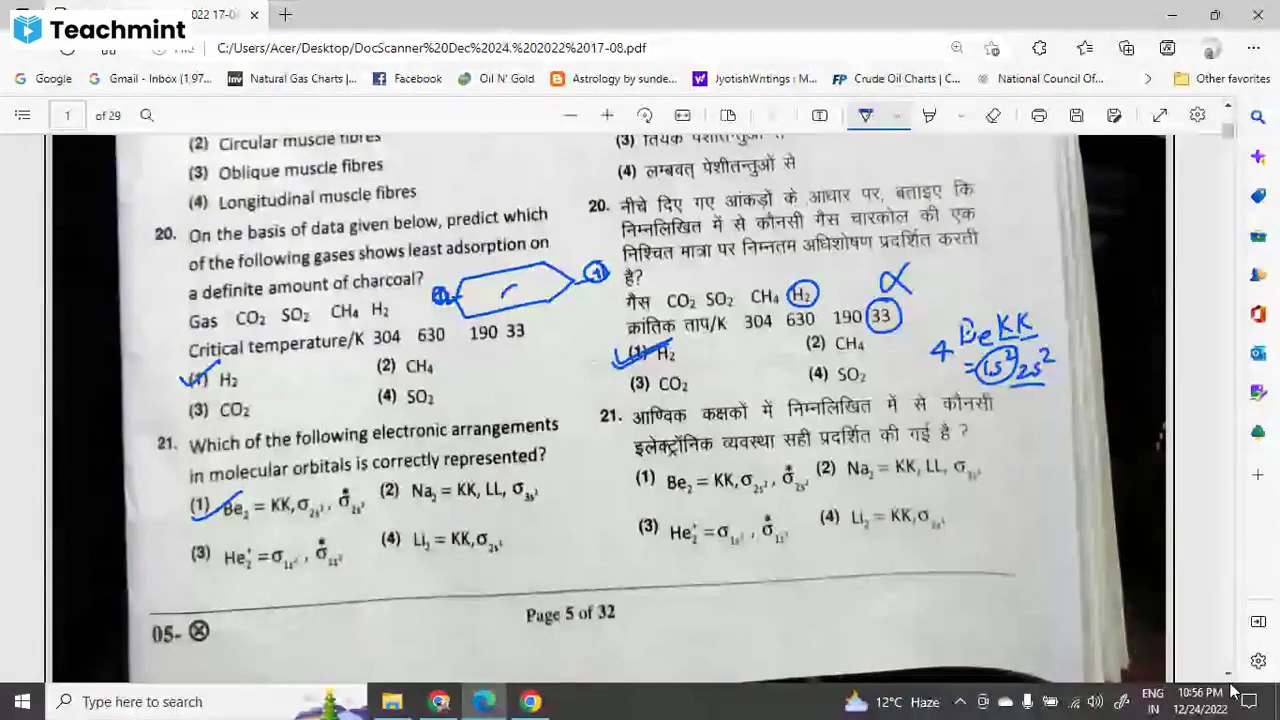 Teachmint
022 17-0
C:/Users/Acer/Desktop/DocScanner%20Dec%2024.%202022%2017-08.pdf
Google
Gmail - Inbox (1,97...
Natural Gas Charts |...
Facebook
Oil N' Gold
Astrology by sunde...
JyotishWritings : M...
Crude Oil Charts | C...
National Council Of...
Other favorites
1 of 29
(2) Circular muscle fibres
(3) Oblique muscle fibres
(4) Longitudinal muscle fibres
20. On the basis of data given below, predict which
of the following gases shows least adsorption on
a definite amount of charcoal?
Gas CO₂ SO₂ CH₄ H₂
Critical temperature/K 304 630 190 33
(1) H₂ (2) CH₄
(3) CO₂ (4) SO₂
21. Which of the following electronic arrangements
in molecular orbitals is correctly represented?
(1) Be₂ = KK, σ2s², σ*2s² (2) Na₂ = KK, LL, σ3s²
(3) He₂⁺ = σ1s², σ*1s² (4) Li₂ = KK, σ2s²
(4) लम्बवत् पेशीतन्तुओं से
20. नीचे दिए गए आंकड़ों के आधार पर, बताइए कि
निम्नलिखित में से कौनसी गैस चारकोल की एक
निश्चित मात्रा पर निम्नतम अधिशोषण प्रदर्शित करती
है?
गैस CO₂ SO₂ CH₄ H₂
क्रांतिक ताप/K 304 630 190 33
(1) H₂ (2) CH₄
(3) CO₂ (4) SO₂
α
4 Be KK
= 1s² 2s²
21. आण्विक कक्षकों में निम्नलिखित में से कौनसी
इलेक्ट्रॉनिक व्यवस्था सही प्रदर्शित की गई है ?
(1) Be₂ = KK, σ2s², σ*2s² (2) Na₂ = KK, LL, σ3s²
(3) He₂⁺ = σ1s², σ*1s² (4) Li₂ = KK, σ2s²
Page 5 of 32
05-
Type here to search
12°C Haze
ENG
IN
10:56 PM
12/24/2022